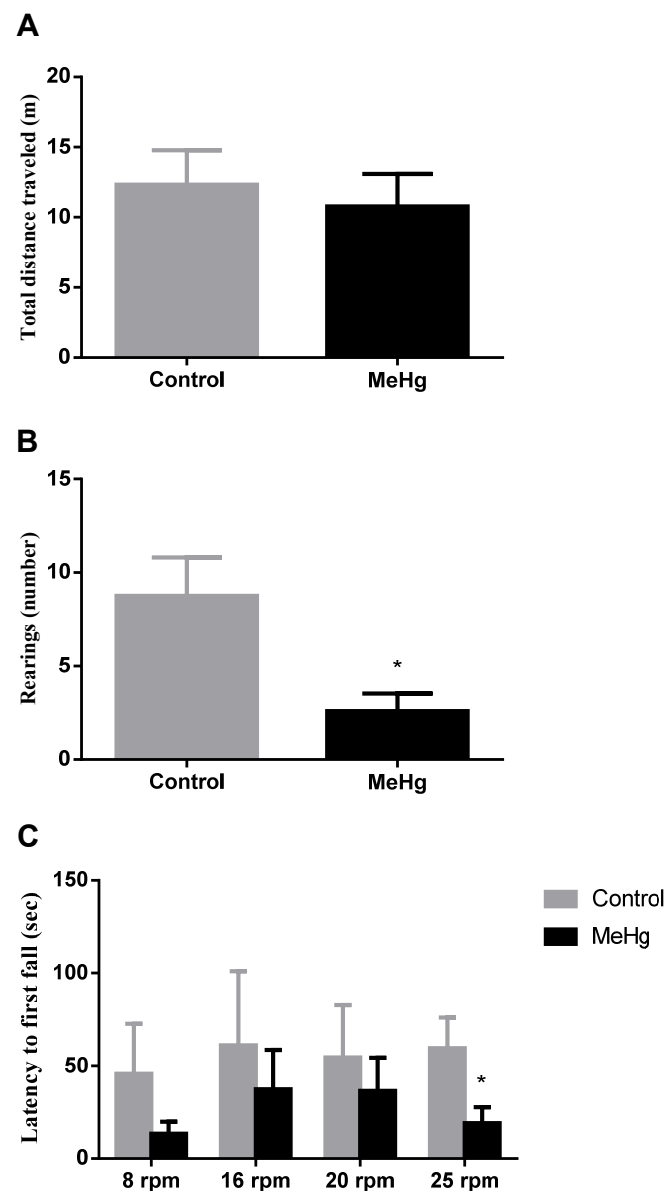 A
Total distance traveled (m)
20
15
10
5
0
Control MeHg
B
Rearings (number)
15
10
5
0
*
Control MeHg
C
Latency to first fall (sec)
150
100
50
0
*
8 rpm 16 rpm 20 rpm 25 rpm
Control
MeHg